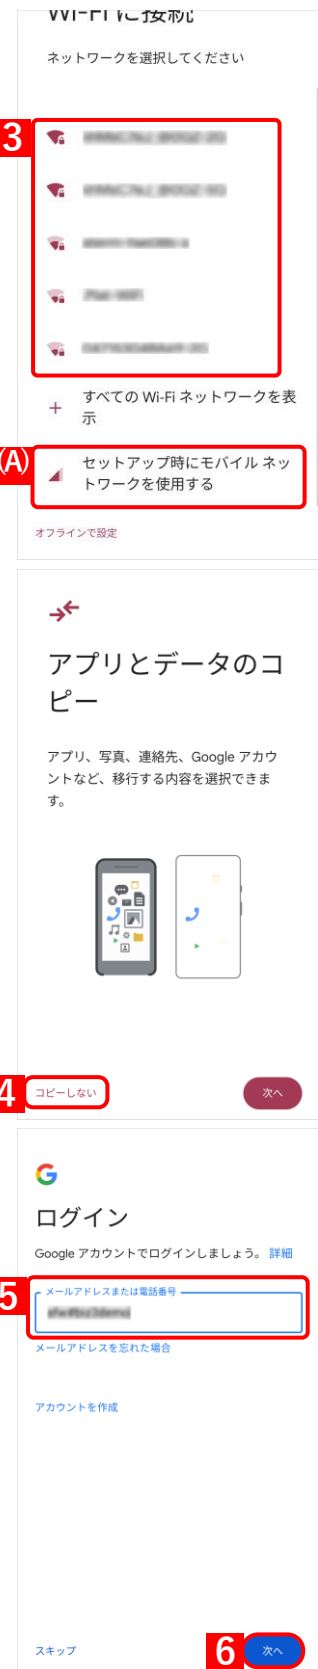 Wi-Fi に接続
ネットワークを選択してください
3
すべての Wi-Fi ネットワークを表
示
(A)
セットアップ時にモバイル ネッ
トワークを使用する
オフラインで設定
アプリとデータのコ
ピー
アプリ、写真、連絡先、Google アカウ
ントなど、移行する内容を選択できま
す。
4
コピーしない
次へ
ログイン
Google アカウントでログインしましょう。 詳細
5
メールアドレスまたは電話番号
メールアドレスを忘れた場合
アカウントを作成
スキップ
6
次へ